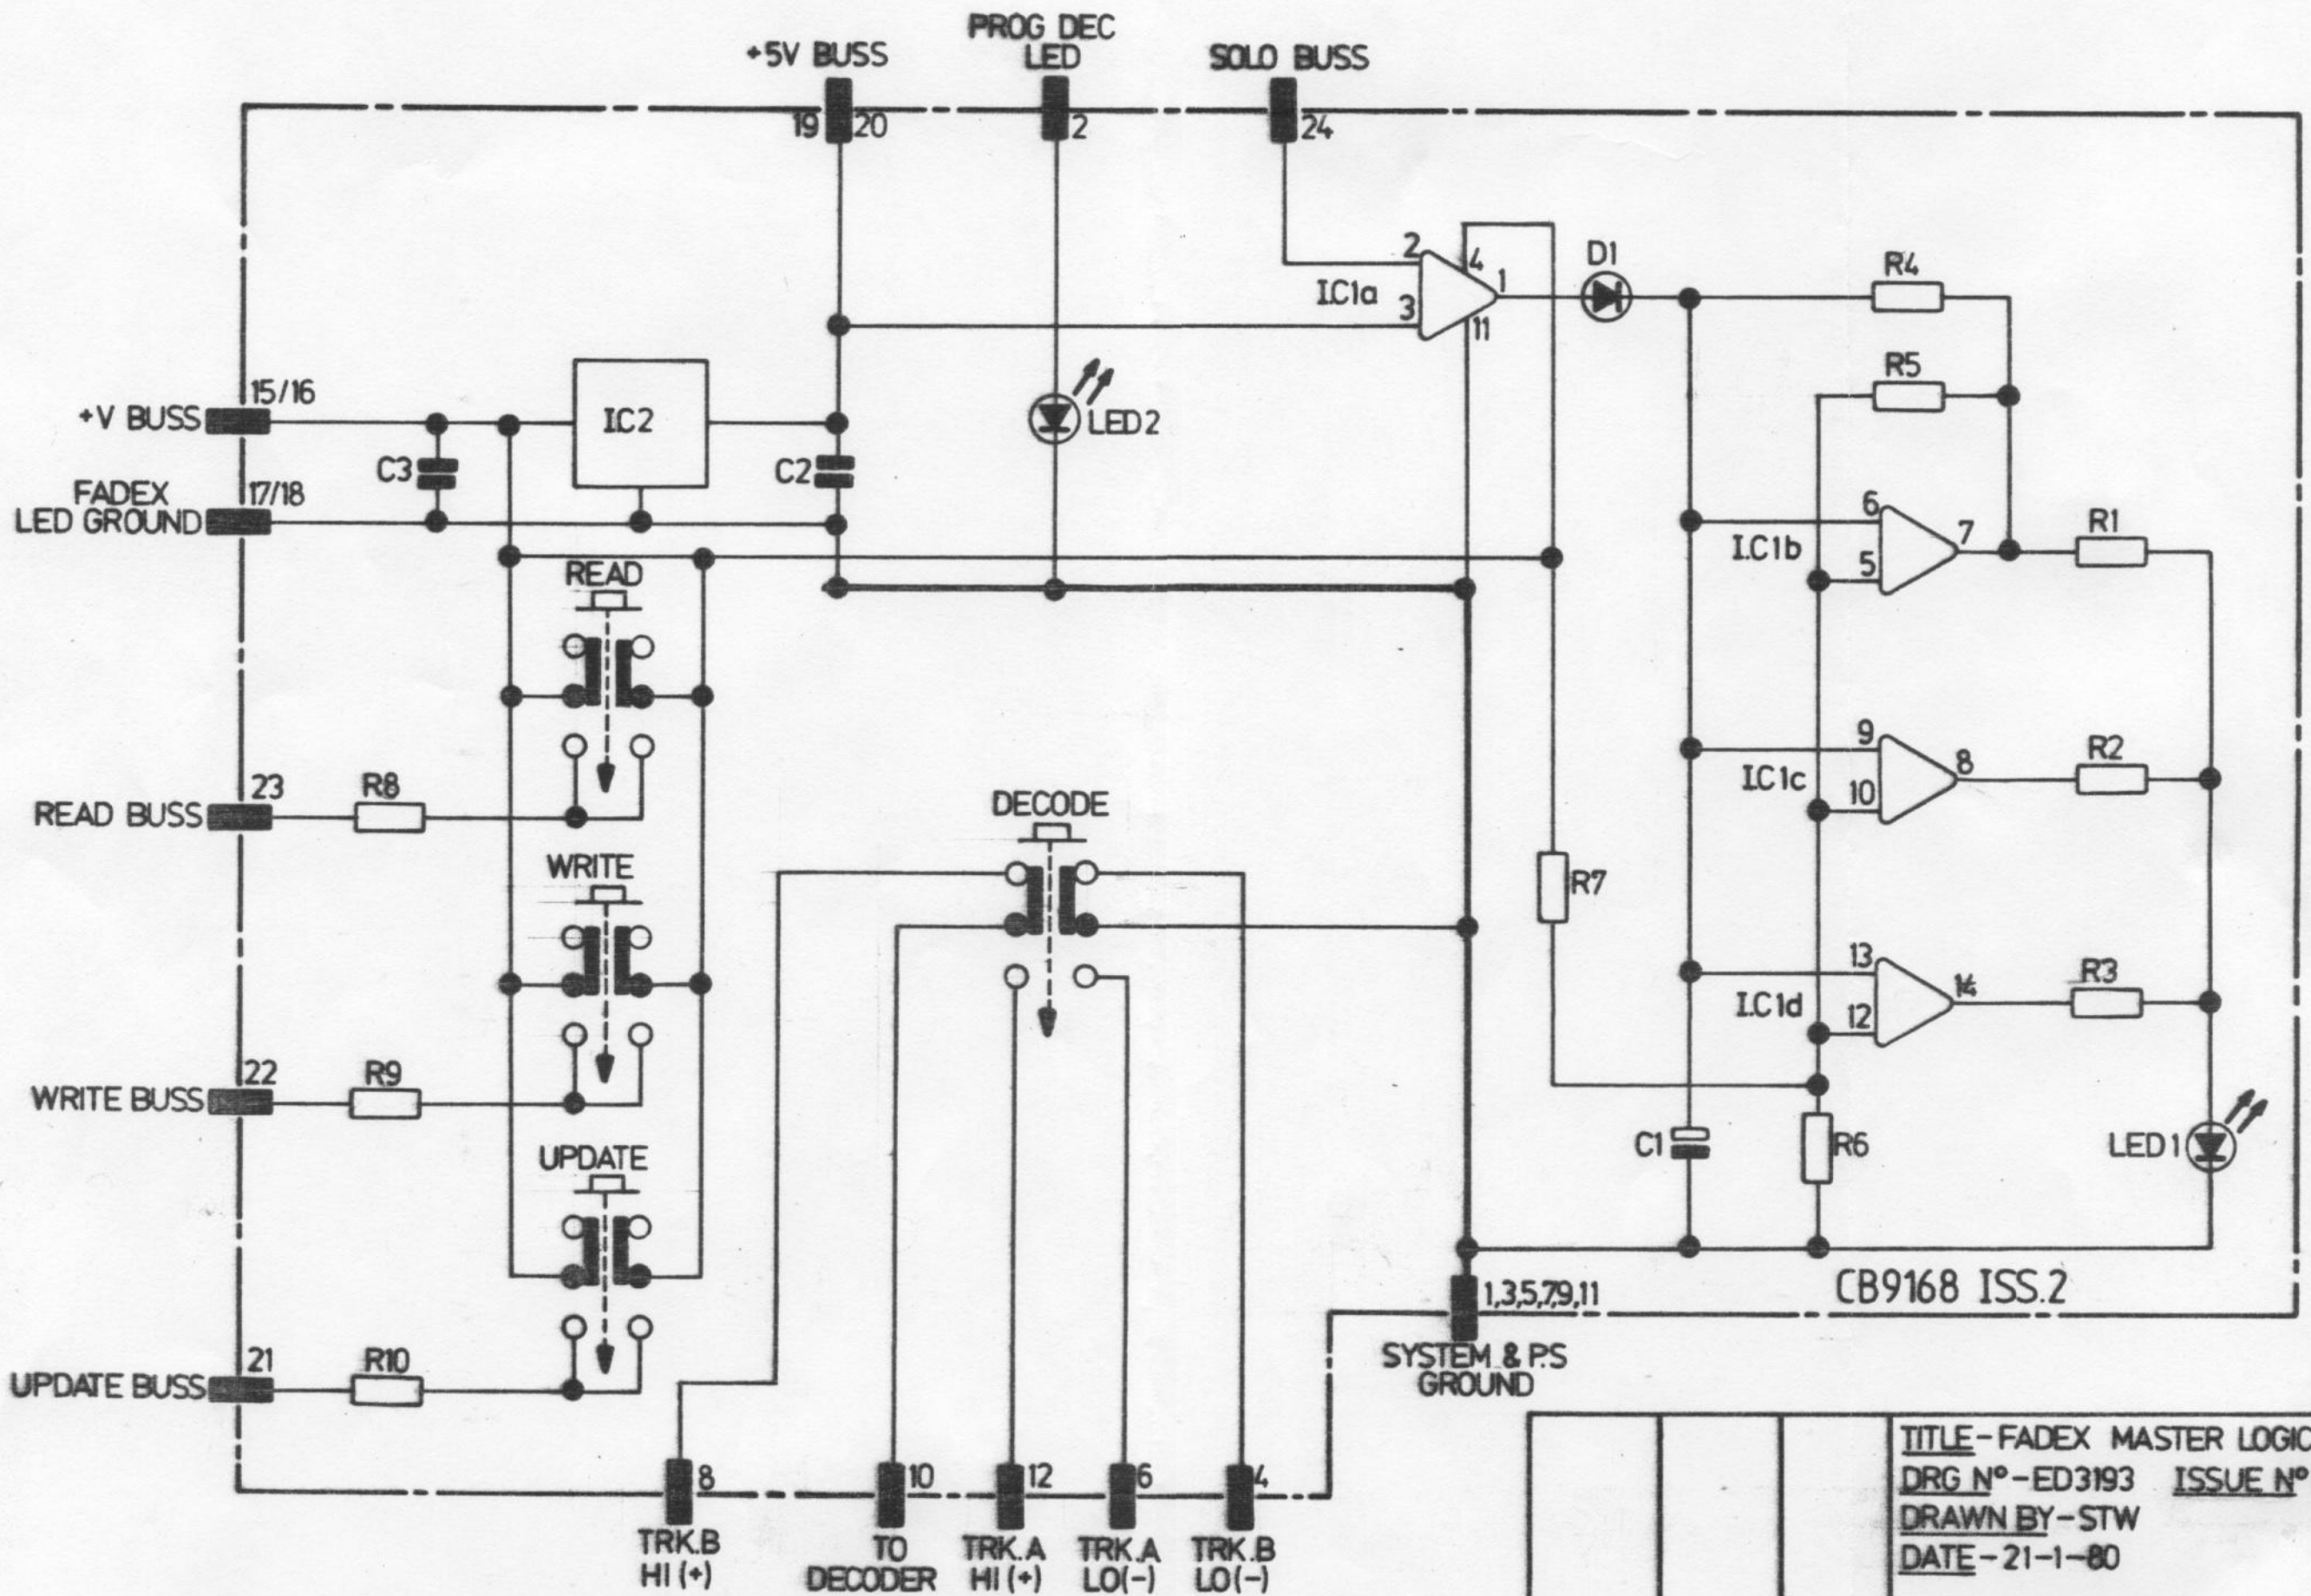 PROG DEC
LED
+5V BUSS
SOLO BUSS
19
20
2
24
2
4
I.C1a
1
3
11
D1
R4
R5
15/16
+V BUSS
IC2
C3
C2
LED2
FADEX
LED GROUND
17/18
6
I.C1b
7
5
R1
READ
23
READ BUSS
R8
9
I.C1c
8
10
R2
DECODE
WRITE
R7
13
I.C1d
14
12
R3
22
WRITE BUSS
R9
C1
R6
LED1
UPDATE
CB9168 ISS.2
1,3,5,7,9,11
SYSTEM & P.S
GROUND
21
UPDATE BUSS
R10
8
TRK.B
HI (+)
10
TO
DECODER
12
TRK.A
HI (+)
6
TRK.A
LO(-)
4
TRK.B
LO(-)
TITLE-FADEX MASTER LOGIC
DRG Nº-ED3193 ISSUE Nº
DRAWN BY-STW
DATE-21-1-80